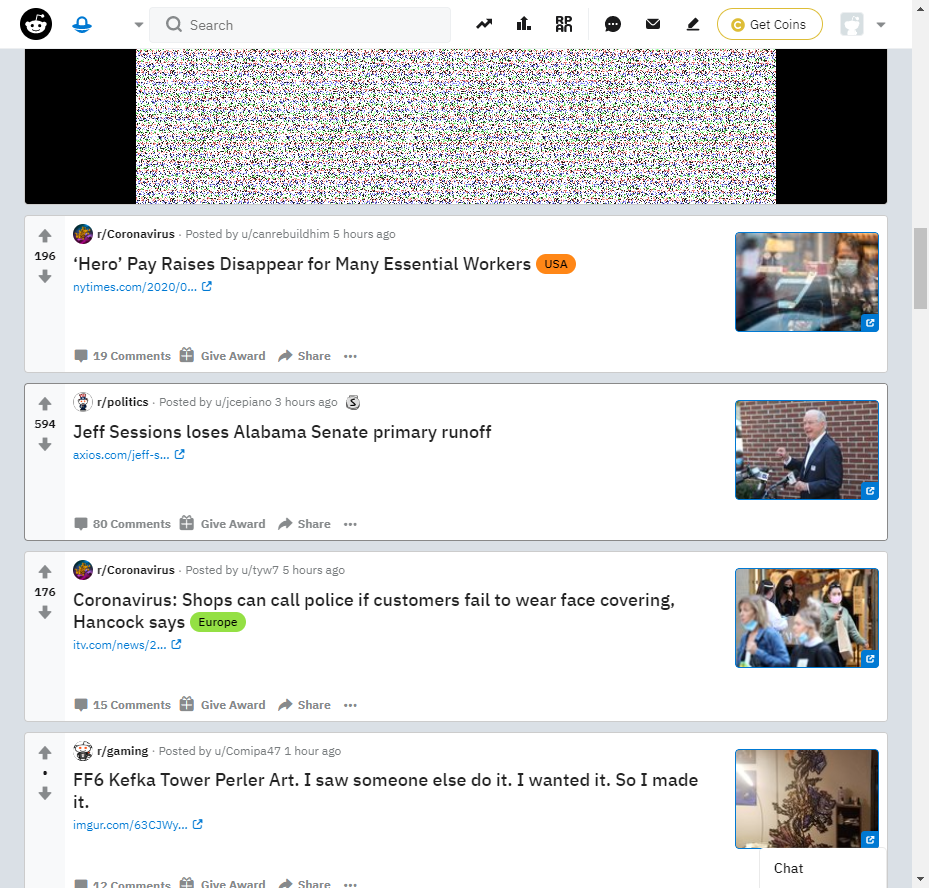 Search
Get Coins
196
r/Coronavirus · Posted by u/canrebuildhim 5 hours ago
‘Hero’ Pay Raises Disappear for Many Essential Workers USA
nytimes.com/2020/0...
19 Comments Give Award Share
594
r/politics · Posted by u/jcepiano 3 hours ago S
Jeff Sessions loses Alabama Senate primary runoff
axios.com/jeff-s...
80 Comments Give Award Share
176
r/Coronavirus · Posted by u/tyw7 5 hours ago
Coronavirus: Shops can call police if customers fail to wear face covering,
Hancock says Europe
itv.com/news/2...
15 Comments Give Award Share
r/gaming · Posted by u/Comipa47 1 hour ago
•
FF6 Kefka Tower Perler Art. I saw someone else do it. I wanted it. So I made
it.
imgur.com/63CJWy...
12 Comments Give Award Share
Chat